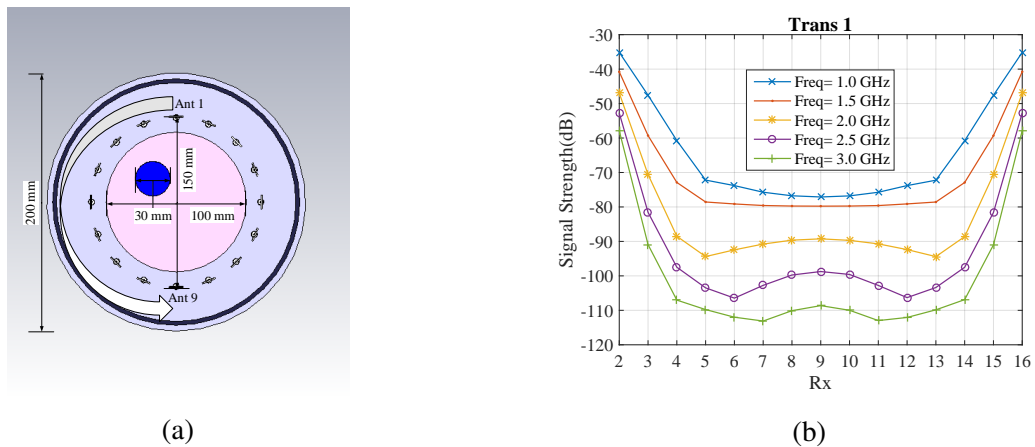 Ant 1
200 mm
150 mm
30 mm
100 mm
Ant 9
(a)
Trans 1
Signal Strength(dB)
-30
-40
-50
-60
-70
-80
-90
-100
-110
-120
Freq= 1.0 GHz
Freq= 1.5 GHz
Freq= 2.0 GHz
Freq= 2.5 GHz
Freq= 3.0 GHz
2 3 4 5 6 7 8 9 10 11 12 13 14 15 16
Rx
(b)